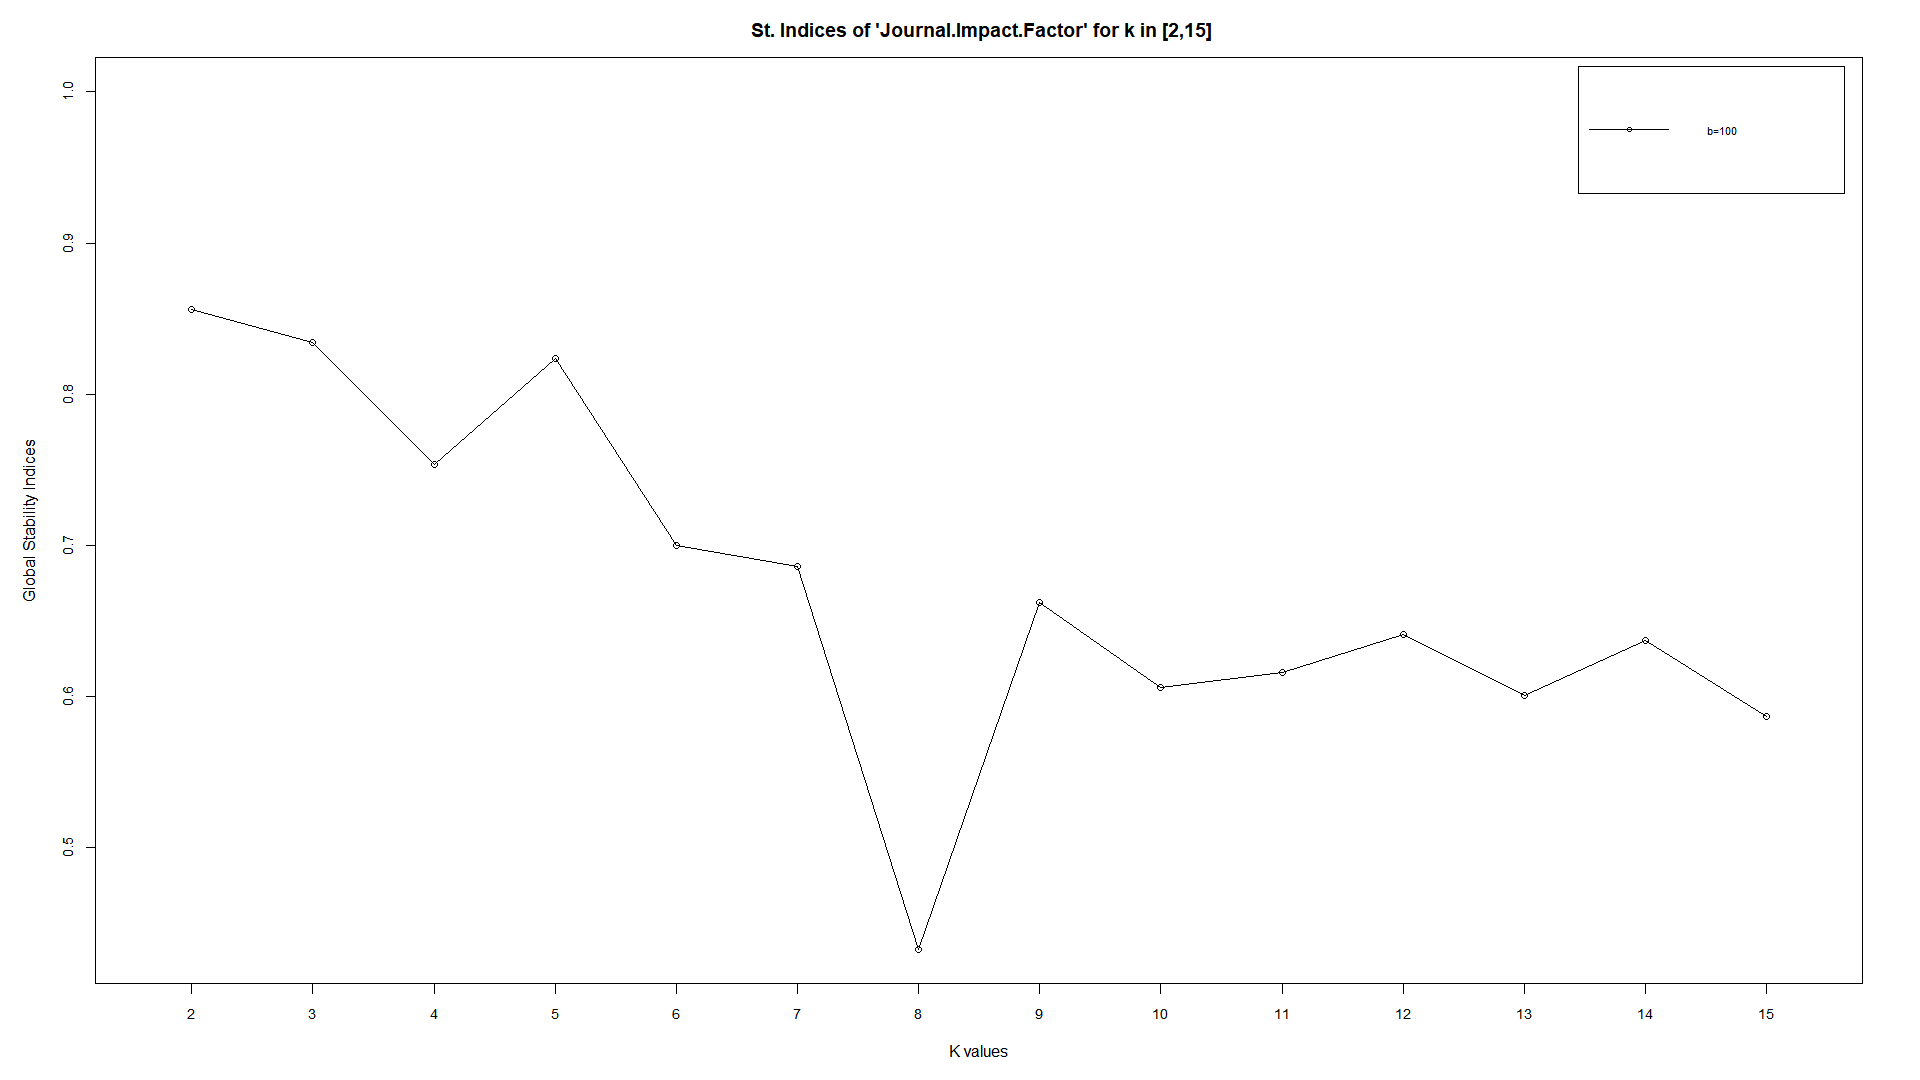 St. Indices of 'Journal.Impact.Factor' for k in [2,15]
b=100
Global Stability Indices
1.0
0.9
0.8
0.7
0.6
0.5
2 3 4 5 6 7 8 9 10 11 12 13 14 15
K values